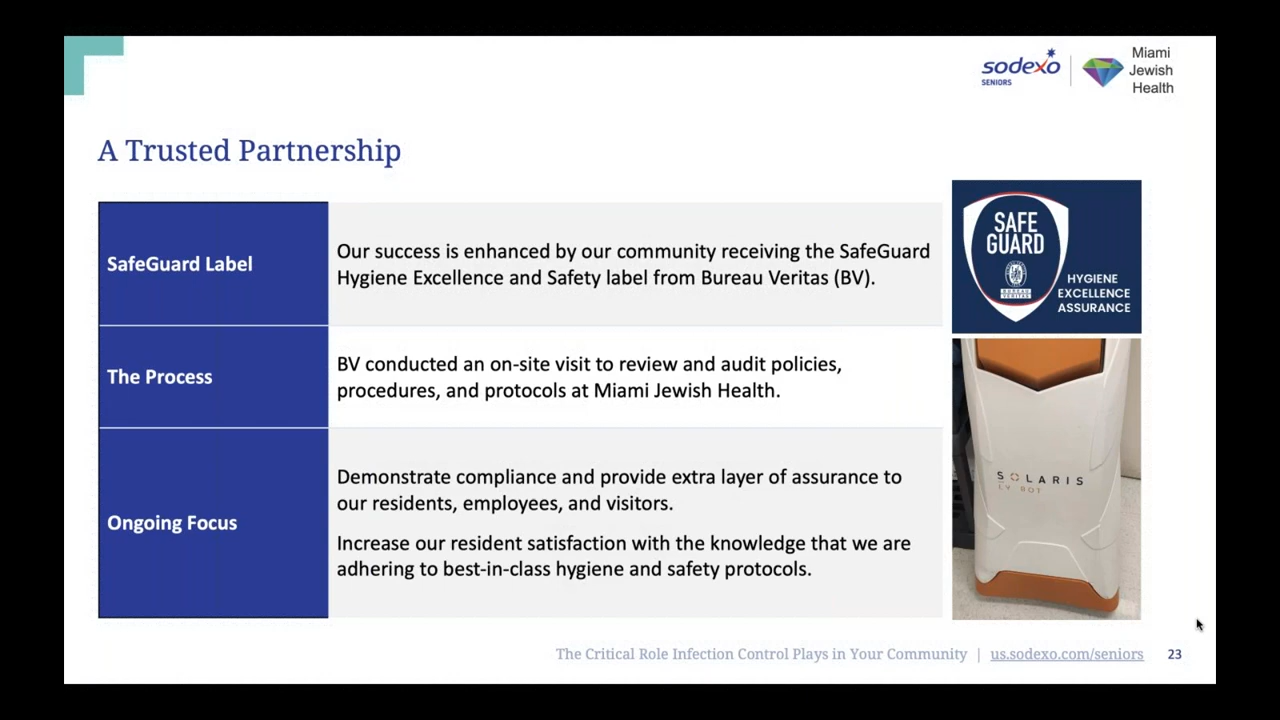 sodexo
SENIORS
Miami
Jewish
Health
A Trusted Partnership
SafeGuard Label
Our success is enhanced by our community receiving the SafeGuard
Hygiene Excellence and Safety label from Bureau Veritas (BV).
The Process
BV conducted an on-site visit to review and audit policies,
procedures, and protocols at Miami Jewish Health.
Ongoing Focus
Demonstrate compliance and provide extra layer of assurance to
our residents, employees, and visitors.
Increase our resident satisfaction with the knowledge that we are
adhering to best-in-class hygiene and safety protocols.
SAFE
GUARD
BUREAU
VERITAS
HYGIENE
EXCELLENCE
ASSURANCE
SOLARIS
The Critical Role Infection Control Plays in Your Community | us.sodexo.com/seniors 23